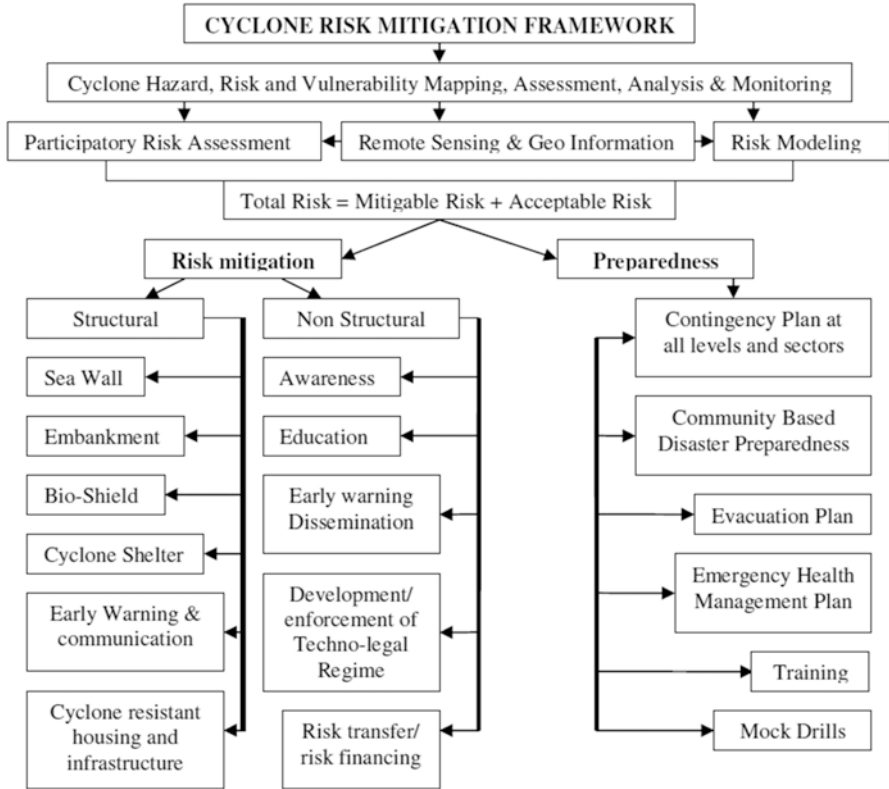 CYCLONE RISK MITIGATION FRAMEWORK
Cyclone Hazard, Risk and Vulnerability Mapping, Assessment, Analysis & Monitoring
Participatory Risk Assessment
Remote Sensing & Geo Information
Risk Modeling
Total Risk = Mitigable Risk + Acceptable Risk
Risk mitigation
Preparedness
Structural
Sea Wall
Embankment
Bio-Shield
Cyclone Shelter
Early Warning &
communication
Cyclone resistant
housing and
infrastructure
Non Structural
Awareness
Education
Early warning
Dissemination
Development/
enforcement of
Techno-legal
Regime
Risk transfer/
risk financing
Contingency Plan at
all levels and sectors
Community Based
Disaster Preparedness
Evacuation Plan
Emergency Health
Management Plan
Training
Mock Drills